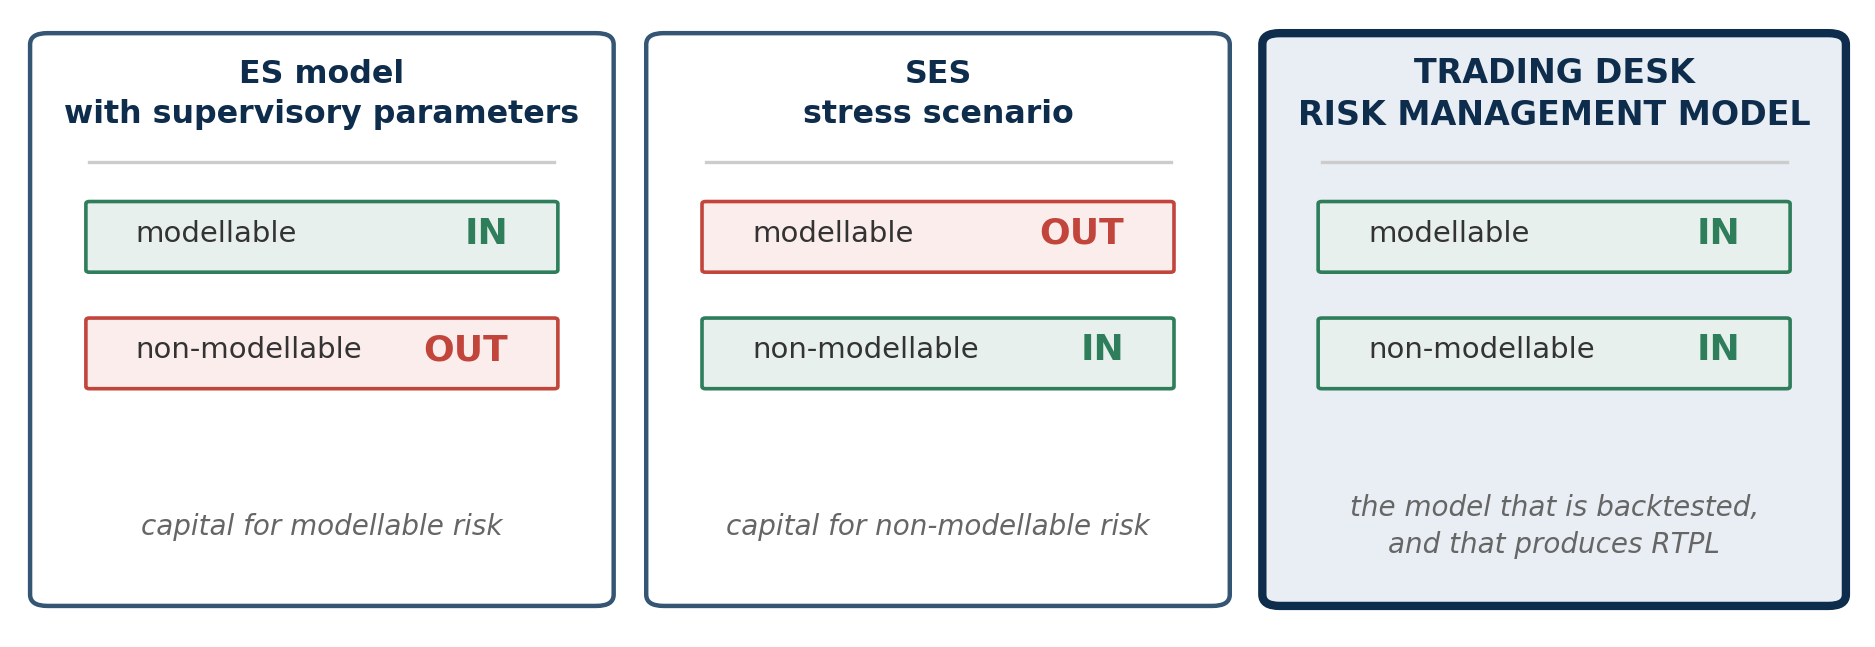 ES model
with supervisory parameters
modellable IN
non-modellable OUT
capital for modellable risk
SES
stress scenario
modellable OUT
non-modellable IN
capital for non-modellable risk
TRADING DESK
RISK MANAGEMENT MODEL
modellable IN
non-modellable IN
the model that is backtested,
and that produces RTPL